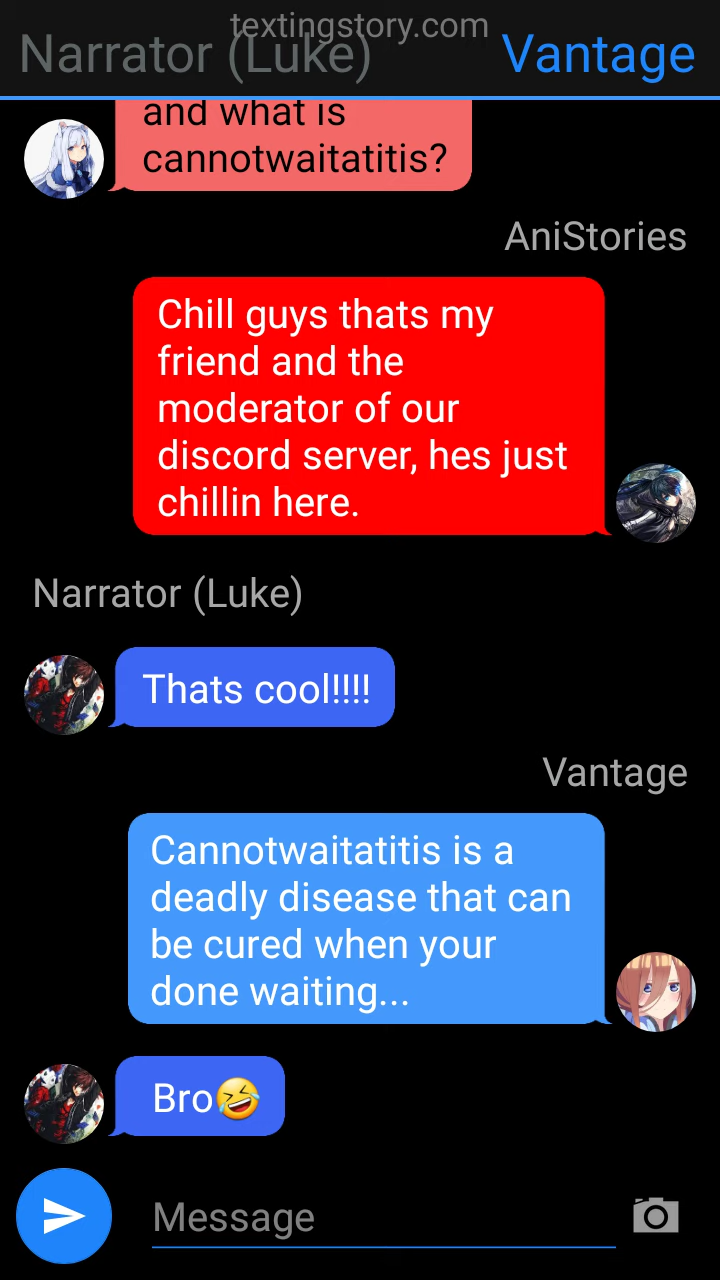 textingstory.com
Narrator (Luke)
Vantage
and what is
cannotwaitatitis?
AniStories
Chill guys thats my
friend and the
moderator of our
discord server, hes just
chillin here.
Narrator (Luke)
Thats cool!!!!
Vantage
Cannotwaitatitis is a
deadly disease that can
be cured when your
done waiting...
Bro🤣
Message